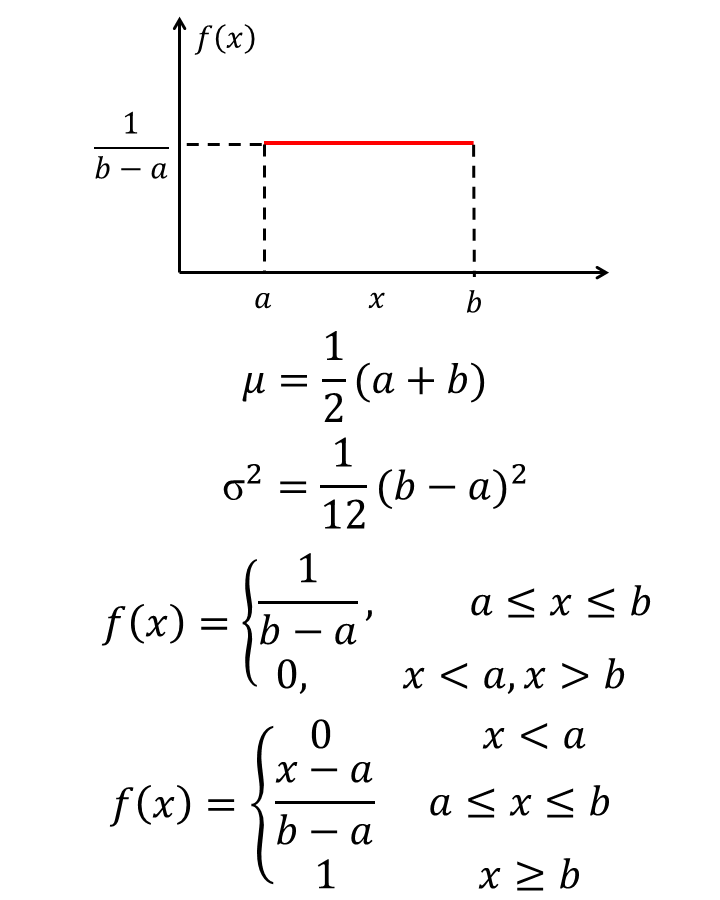 f(x)
1
b − a
a x b
μ = 1/2 (a + b)
σ² = 1/12 (b − a)²
f(x) = { 1/(b − a), a ≤ x ≤ b
0, x < a, x > b
f(x) = { 0 x < a
(x − a)/(b − a) a ≤ x ≤ b
1 x ≥ b